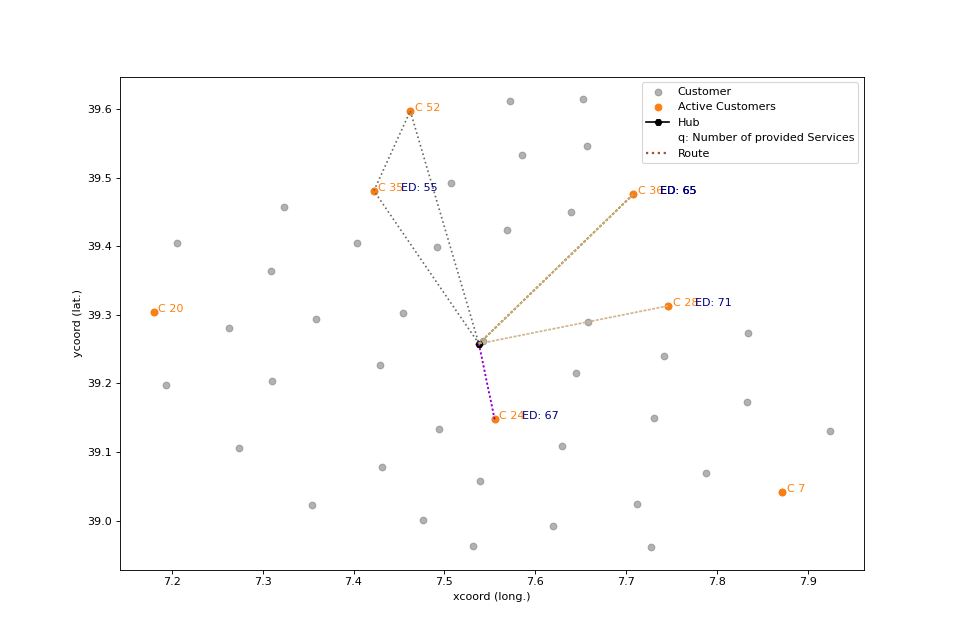 39.6
39.5
39.4
39.3
39.2
39.1
39.0
ycoord (lat.)
7.2 7.3 7.4 7.5 7.6 7.7 7.8 7.9
xcoord (long.)
Customer
Active Customers
Hub
q: Number of provided Services
Route
C 52
C 35 ED: 55
C 36 ED: 65
C 20
C 28 ED: 71
C 24 ED: 67
C 7